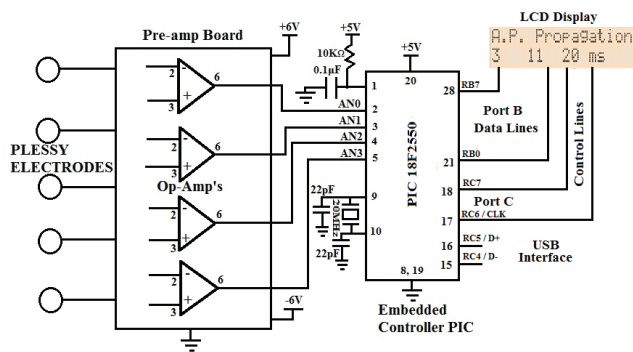 LCD Display
Pre-amp Board
+6V
+5V
A.P. Propagation
3 11 20 ms
10KΩ
0.1µF
+5V
20
1
28
RB7
2
6
3
AN0
2
Port B
Data Lines
Control Lines
2
6
3
AN1
3
AN2
4
AN3
5
PIC 18F2550
PLESSY
ELECTRODES
Op-Amp's
21
RB0
18
RC7
2
6
3
22pF
9
20MHz
Port C
17
RC6 / CLK
10
22pF
16
RC5 / D+
USB
Interface
15
RC4 / D-
2
6
3
8, 19
-6V
Embedded
Controller PIC